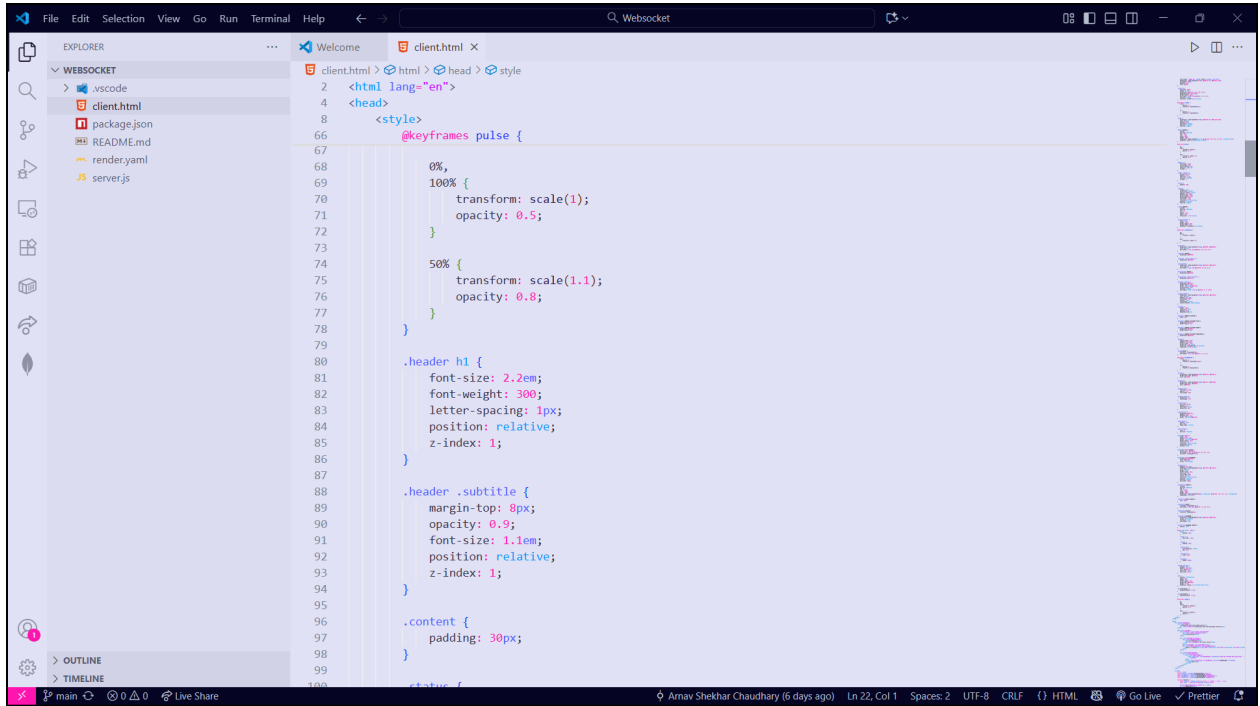 File Edit Selection View Go Run Terminal Help
Websocket
EXPLORER
WEBSOCKET
.vscode
client.html
package.json
README.md
render.yaml
JS server.js
OUTLINE
TIMELINE
Welcome
client.html
client.html > html > head > style
2 <html lang="en">
4 <head>
8 <style>
66 @keyframes pulse {
67
68 0%,
69 100% {
70 transform: scale(1);
71 opacity: 0.5;
72 }
73
74 50% {
75 transform: scale(1.1);
76 opacity: 0.8;
77 }
78 }
79
80 .header h1 {
81 font-size: 2.2em;
82 font-weight: 300;
83 letter-spacing: 1px;
84 position: relative;
85 z-index: 1;
86 }
87
88 .header .subtitle {
89 margin-top: 8px;
90 opacity: 0.9;
91 font-size: 1.1em;
92 position: relative;
93 z-index: 1;
94 }
95
96 .content {
97 padding: 30px;
98 }
99
100 .status {
1
main 0 0 Live Share
Arnav Shekhar Chaudhary (6 days ago) Ln 22, Col 1 Spaces: 2 UTF-8 CRLF {} HTML Go Live Prettier